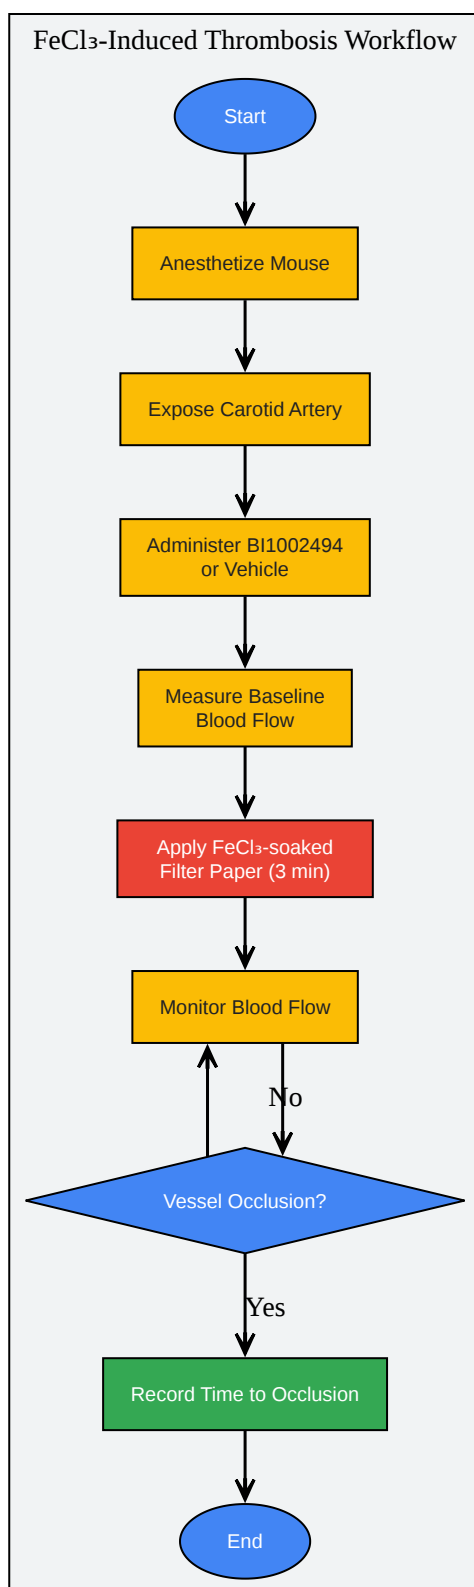 FeCl₃-Induced Thrombosis Workflow
Start
Anesthetize Mouse
Expose Carotid Artery
Administer BI1002494
or Vehicle
Measure Baseline
Blood Flow
Apply FeCl₃-soaked
Filter Paper (3 min)
Monitor Blood Flow
No
Vessel Occlusion?
Yes
Record Time to Occlusion
End